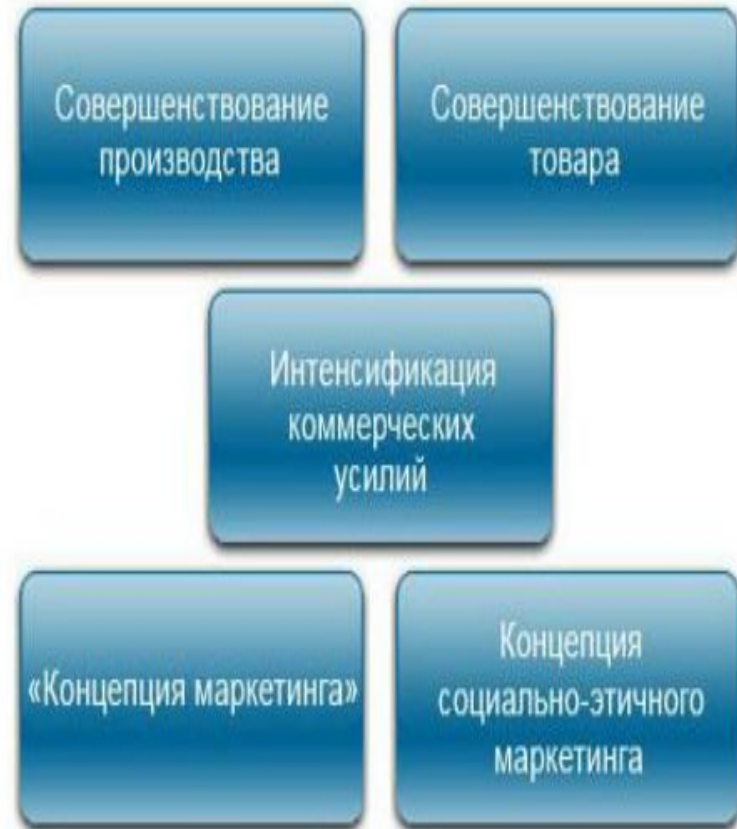 Совершенствование
производства
Совершенствование
товара
Интенсификация
коммерческих
усилий
«Концепция маркетинга»
Концепция
социально-этичного
маркетинга